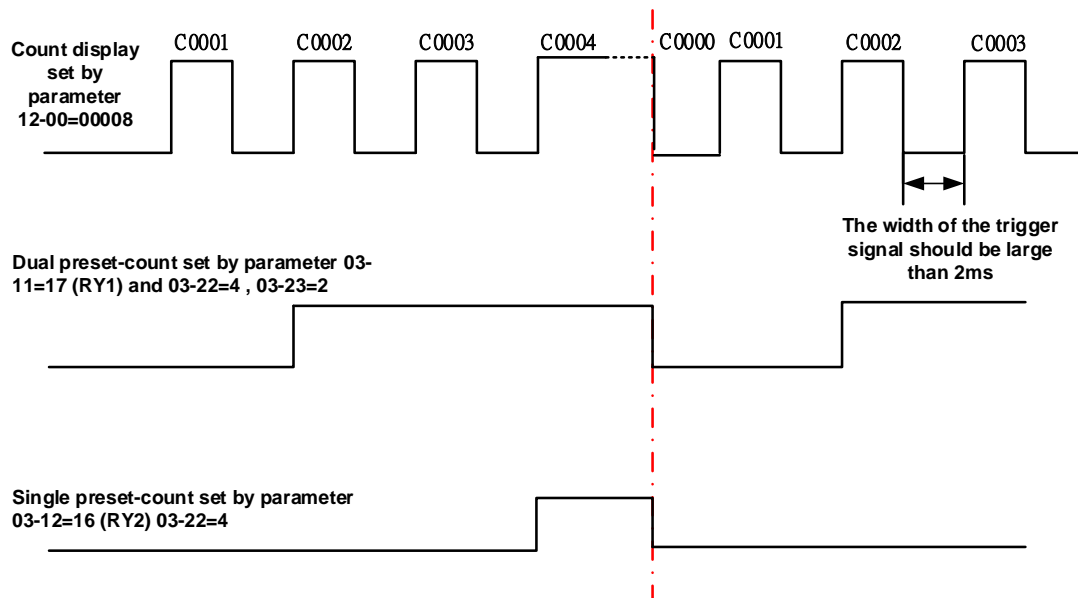 C0001 C0002 C0003 C0004 C0000 C0001 C0002 C0003
Count display
set by
parameter
12-00=00008
The width of the trigger
signal should be large
than 2ms
Dual preset-count set by parameter 03-
11=17 (RY1) and 03-22=4 , 03-23=2
Single preset-count set by parameter
03-12=16 (RY2) 03-22=4